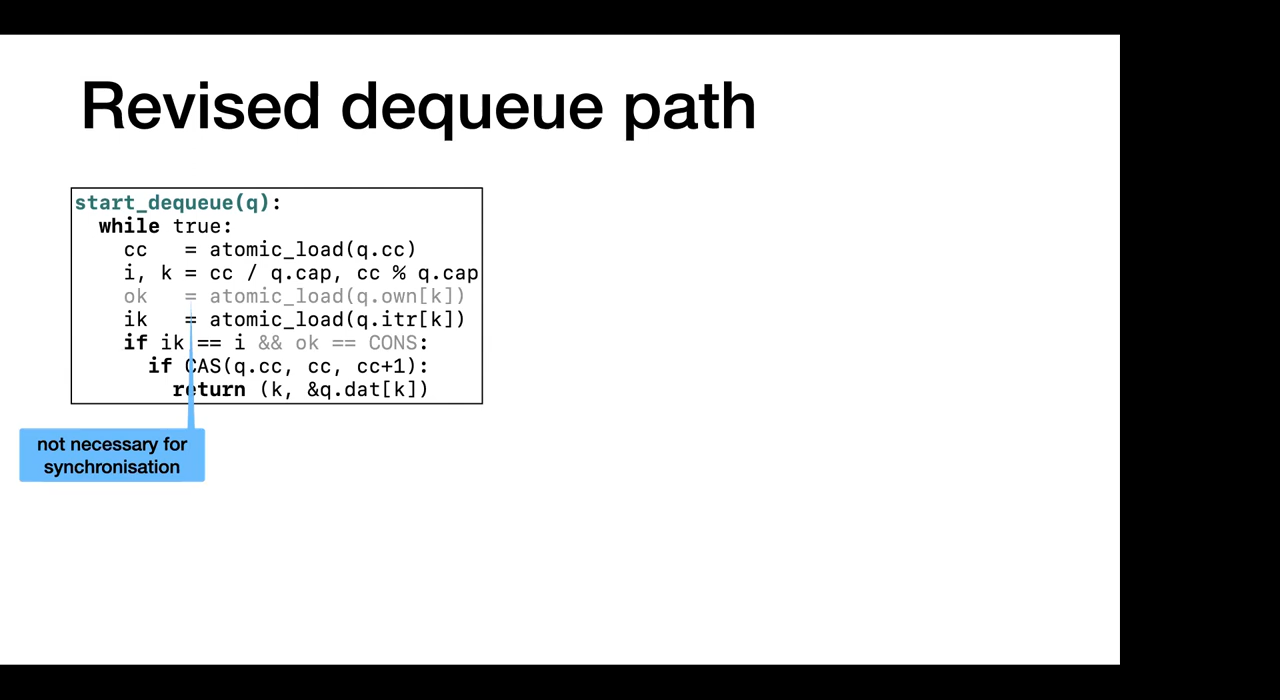 Revised dequeue path
start_dequeue(q):
  while true:
    cc   = atomic_load(q.cc)
    i, k = cc / q.cap, cc % q.cap
    ok   = atomic_load(q.own[k])
    ik   = atomic_load(q.itr[k])
    if ik == i && ok == CONS:
      if CAS(q.cc, cc, cc+1):
        return (k, &q.dat[k])
not necessary for
synchronisation